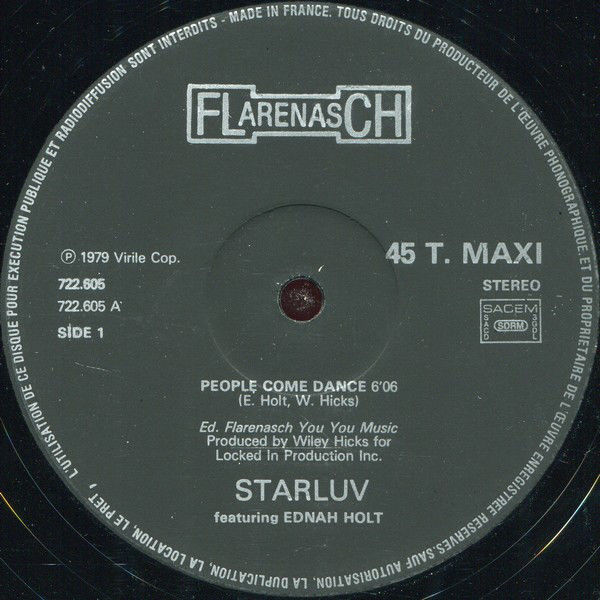 MADE IN FRANCE. TOUS DROITS DU PRODUCTEUR DE L'ŒUVRE PHONOGRAPHIQUE ET DU PROPRIETAIRE DE L'ŒUVRE ENREGISTREE RESERVES. SAUF AUTORISATION, LA DUPLICATION, LA LOCATION, LE PRET, L'UTILISATION DE CE DISQUE POUR EXECUTION PUBLIQUE ET RADIODIFFUSION SONT INTERDITS -
FLARENASCH
℗ 1979 Virile Cop.
45 T. MAXI
722.605
STEREO
722.605 A
SIDE 1
SACEM
SACD
SDRM
SGDL
PEOPLE COME DANCE 6'06
(E. Holt, W. Hicks)
Ed. Flarenasch You You Music
Produced by Wiley Hicks for
Locked In Production Inc.
STARLUV
featuring EDNAH HOLT